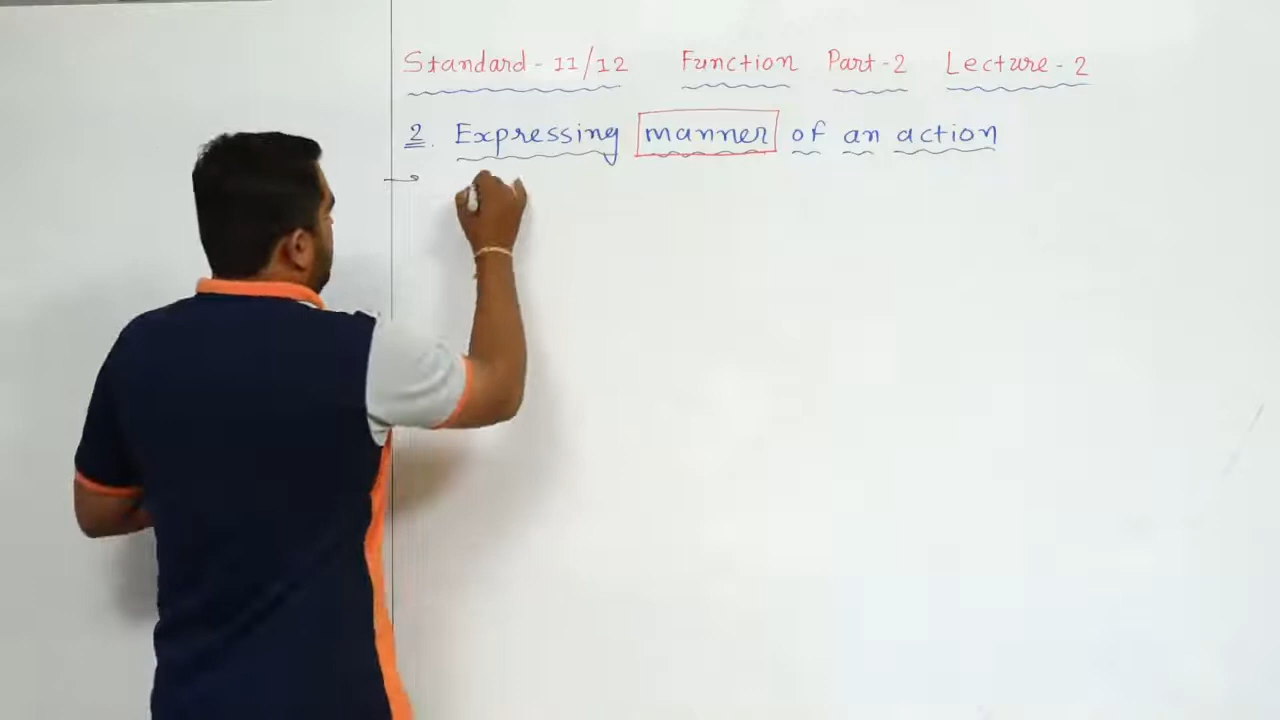 Standard - 11/12 Function Part-2 Lecture-2
2. Expressing manner of an action